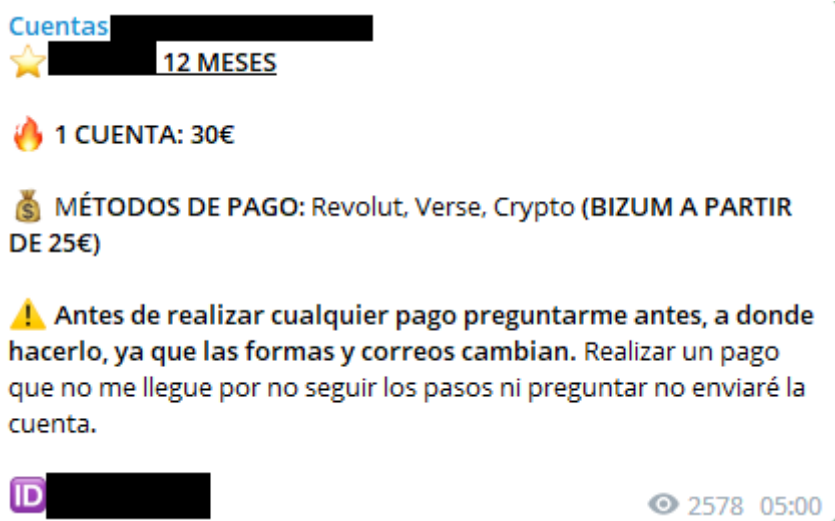 Cuentas
12 MESES
1 CUENTA: 30€
MÉTODOS DE PAGO: Revolut, Verse, Crypto (BIZUM A PARTIR
DE 25€)
Antes de realizar cualquier pago preguntarme antes, a donde
hacerlo, ya que las formas y correos cambian. Realizar un pago
que no me llegue por no seguir los pasos ni preguntar no enviaré la
cuenta.
ID
2578 05:00